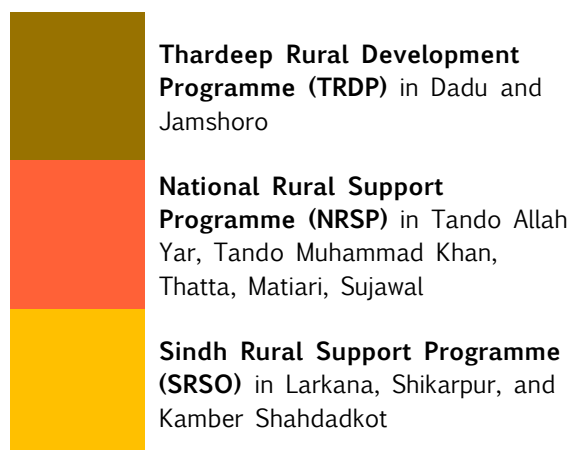 Thardeep Rural Development
Programme (TRDP) in Dadu and
Jamshoro
National Rural Support
Programme (NRSP) in Tando Allah
Yar, Tando Muhammad Khan,
Thatta, Matiari, Sujawal
Sindh Rural Support Programme
(SRSO) in Larkana, Shikarpur, and
Kamber Shahdadkot